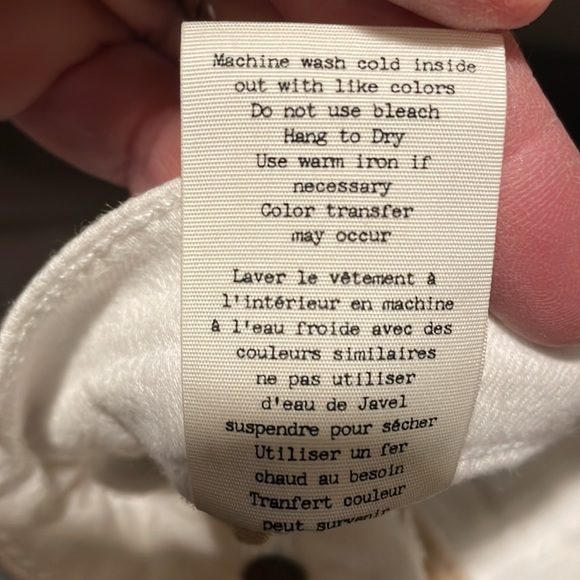 Machine wash cold inside
out with like colors
Do not use bleach
Hang to Dry
Use warm iron if
necessary
Color transfer
may occur
Laver le vêtement à
l'intérieur en machine
à l'eau froide avec des
couleurs similaires
ne pas utiliser
d'eau de Javel
suspendre pour sécher
Utiliser un fer
chaud au besoin
Tranfert couleur
peut survenir